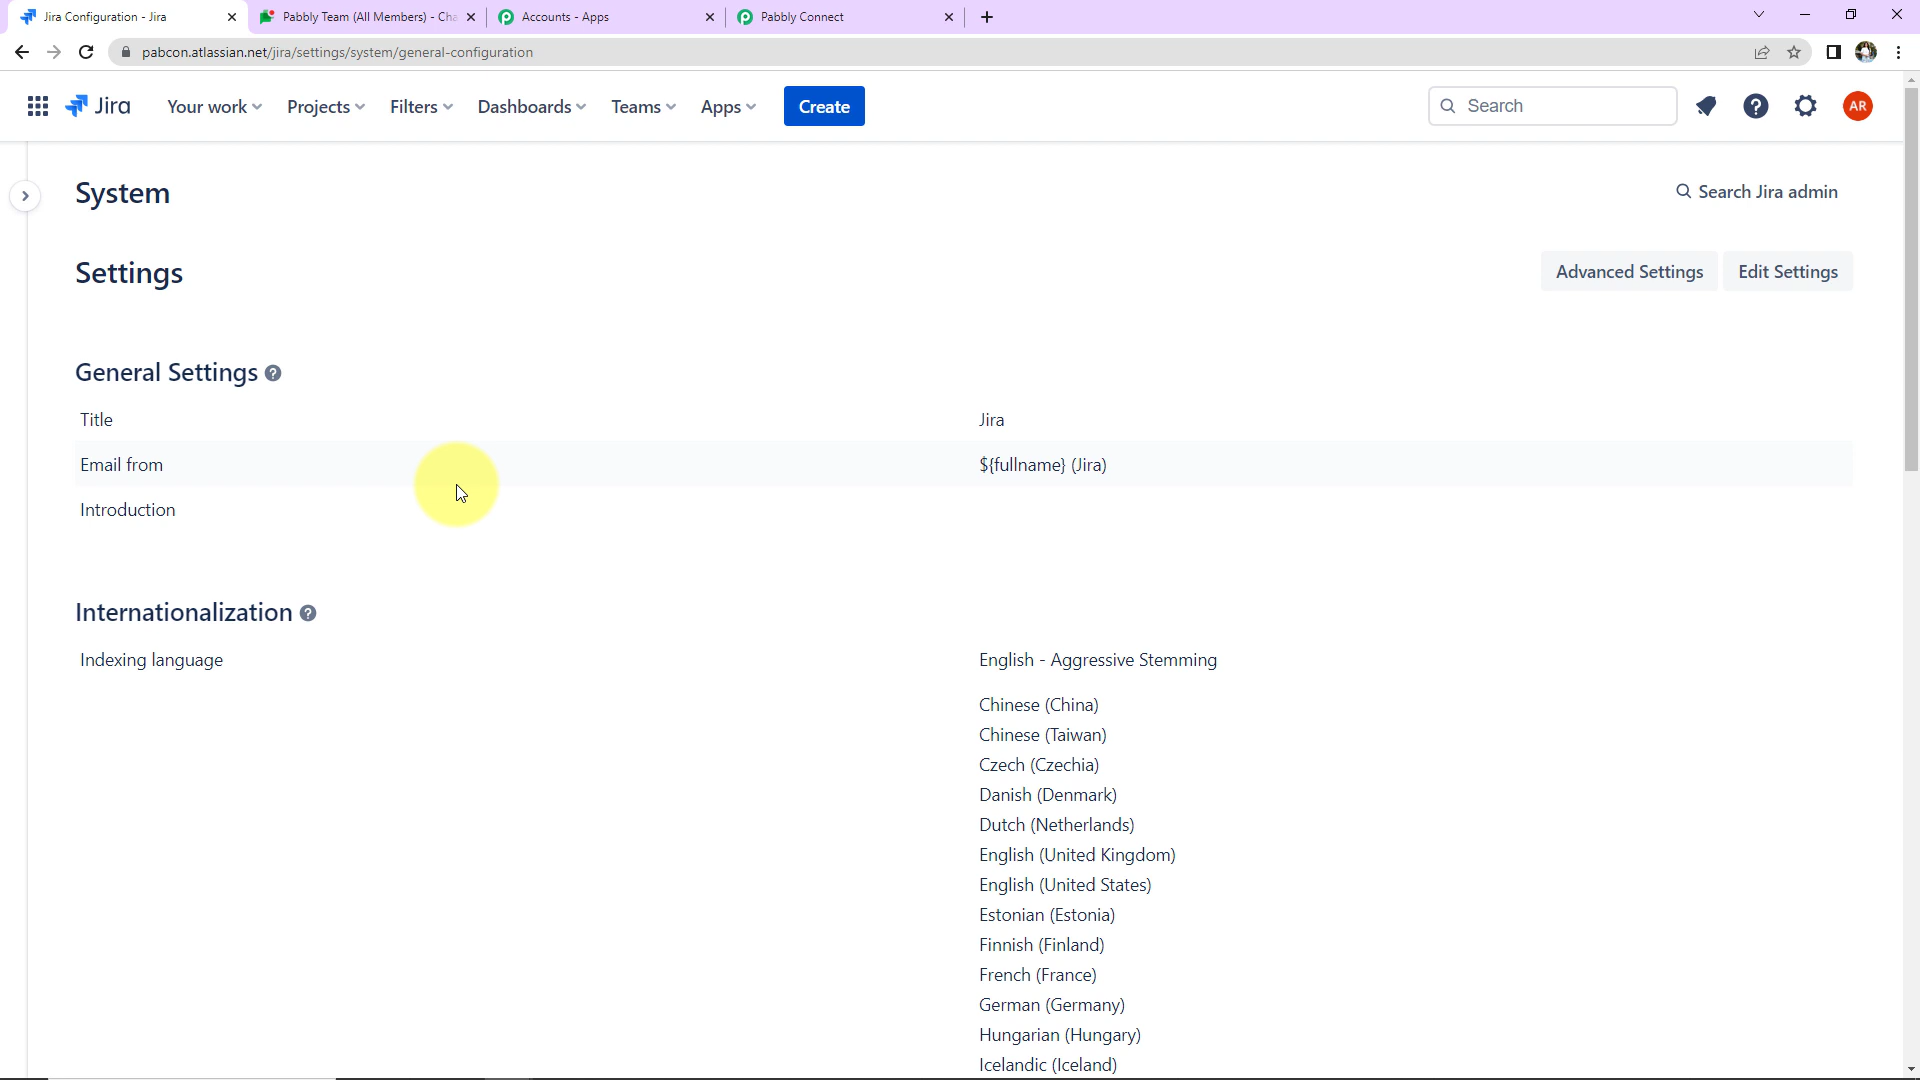 Jira Configuration - Jira
Pabbly Team (All Members) - Cha
Accounts - Apps
Pabbly Connect
pabcon.atlassian.net/jira/settings/system/general-configuration
Jira
Your work
Projects
Filters
Dashboards
Teams
Apps
Create
Search
AR
System
Search Jira admin
Settings
Advanced Settings
Edit Settings
General Settings
Title
Jira
Email from
${fullname} (Jira)
Introduction
Internationalization
Indexing language
English - Aggressive Stemming
Chinese (China)
Chinese (Taiwan)
Czech (Czechia)
Danish (Denmark)
Dutch (Netherlands)
English (United Kingdom)
English (United States)
Estonian (Estonia)
Finnish (Finland)
French (France)
German (Germany)
Hungarian (Hungary)
Icelandic (Iceland)